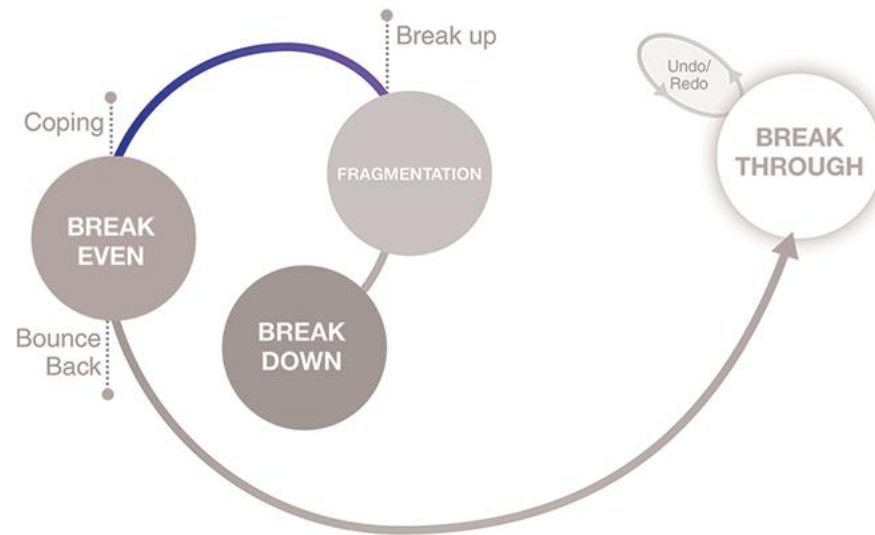 Break up
Undo/
Redo
Coping
BREAK
THROUGH
FRAGMENTATION
BREAK
EVEN
BREAK
DOWN
Bounce
Back